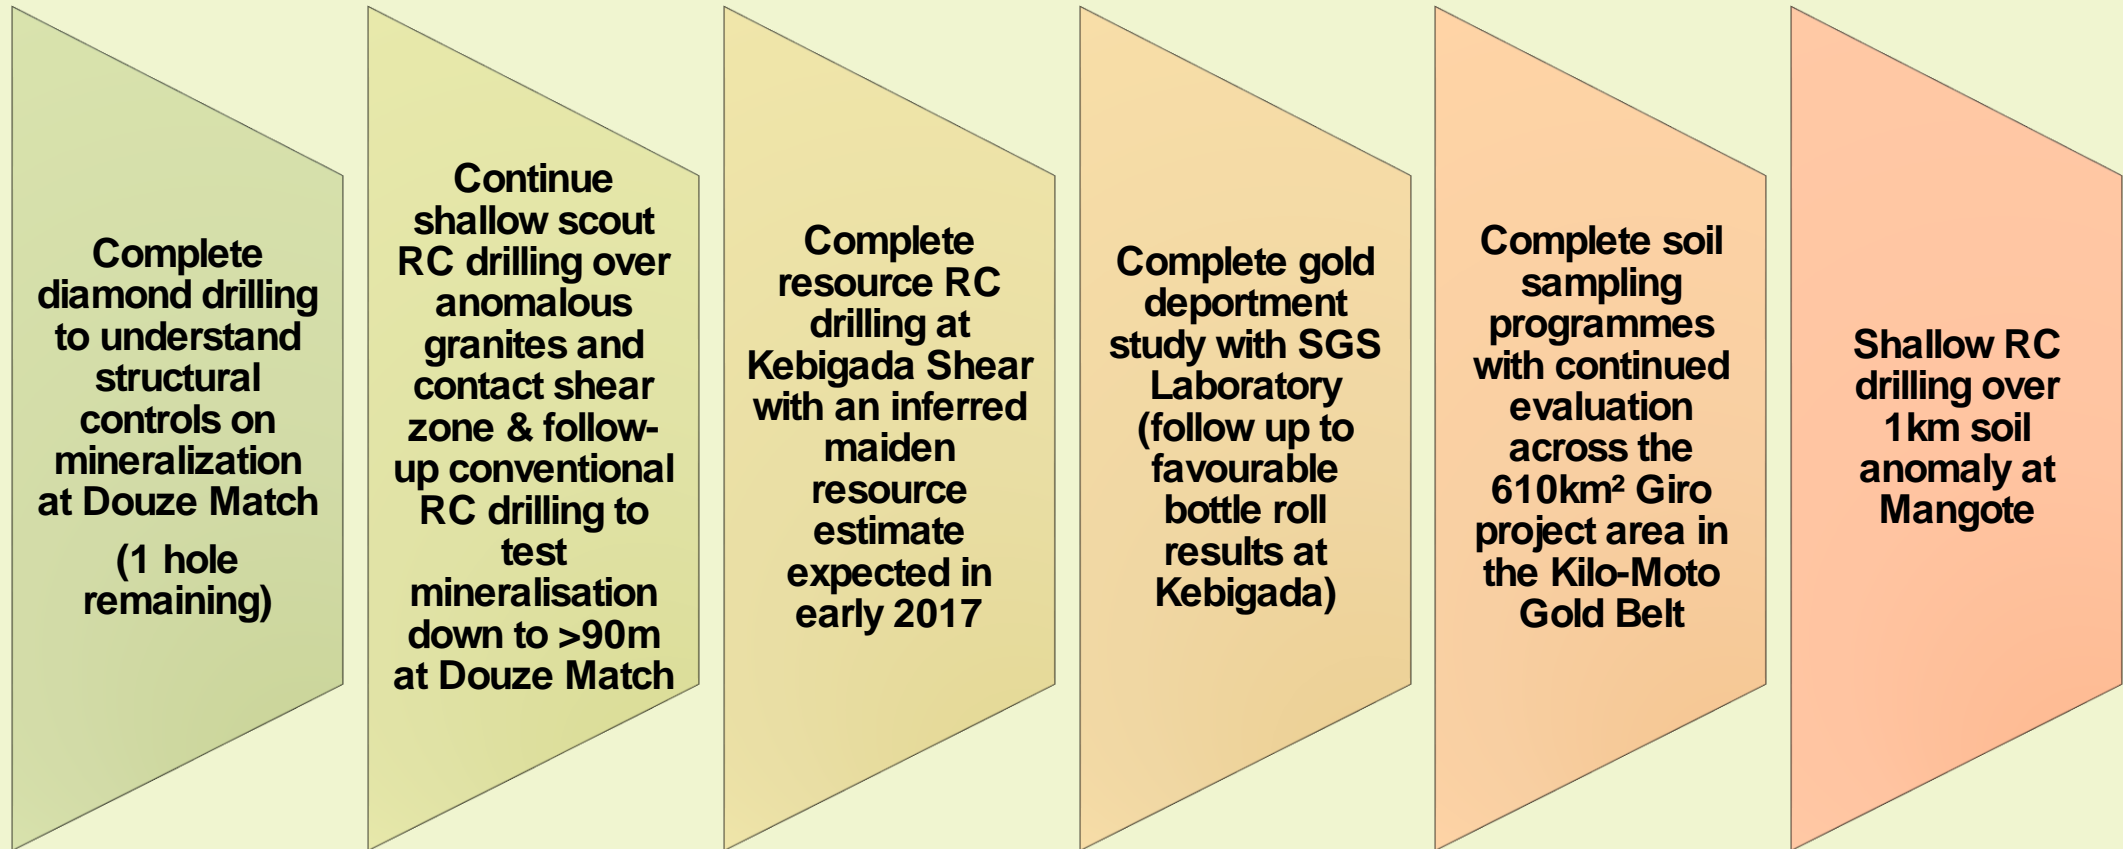 Complete
diamond drilling
to understand
structural
controls on
mineralization
at Douze Match
(1 hole
remaining)
Continue
shallow scout
RC drilling over
anomalous
granites and
contact shear
zone & follow-
up conventional
RC drilling to
test
mineralisation
down to >90m
at Douze Match
Complete
resource RC
drilling at
Kebigada Shear
with an inferred
maiden
resource
estimate
expected in
early 2017
Complete gold
deportment
study with SGS
Laboratory
(follow up to
favourable
bottle roll
results at
Kebigada)
Complete soil
sampling
programmes
with continued
evaluation
across the
610km² Giro
project area in
the Kilo-Moto
Gold Belt
Shallow RC
drilling over
1km soil
anomaly at
Mangote